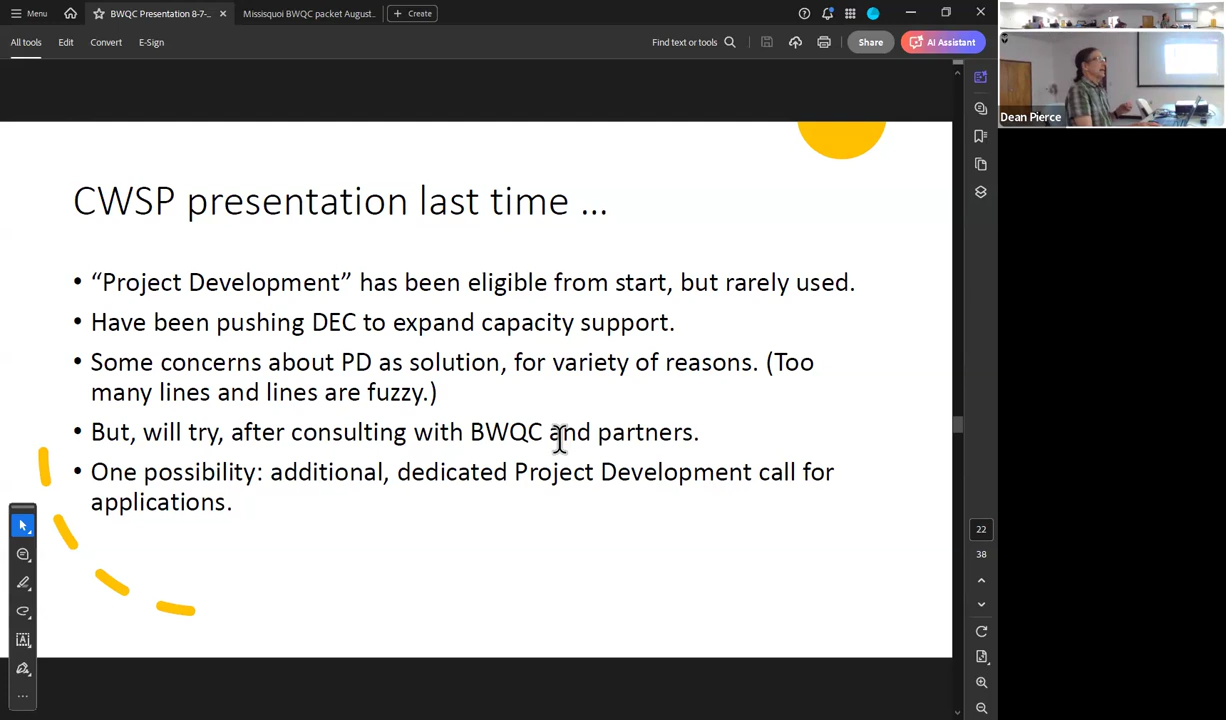 Menu
BWQC Presentation 8-7-...
Missisquoi BWQC packet August...
Create
All tools
Edit
Convert
E-Sign
Find text or tools
Share
AI Assistant
CWSP presentation last time ...
• “Project Development” has been eligible from start, but rarely used.
• Have been pushing DEC to expand capacity support.
• Some concerns about PD as solution, for variety of reasons. (Too
many lines and lines are fuzzy.)
• But, will try, after consulting with BWQC and partners.
• One possibility: additional, dedicated Project Development call for
applications.
22
38
Dean Pierce